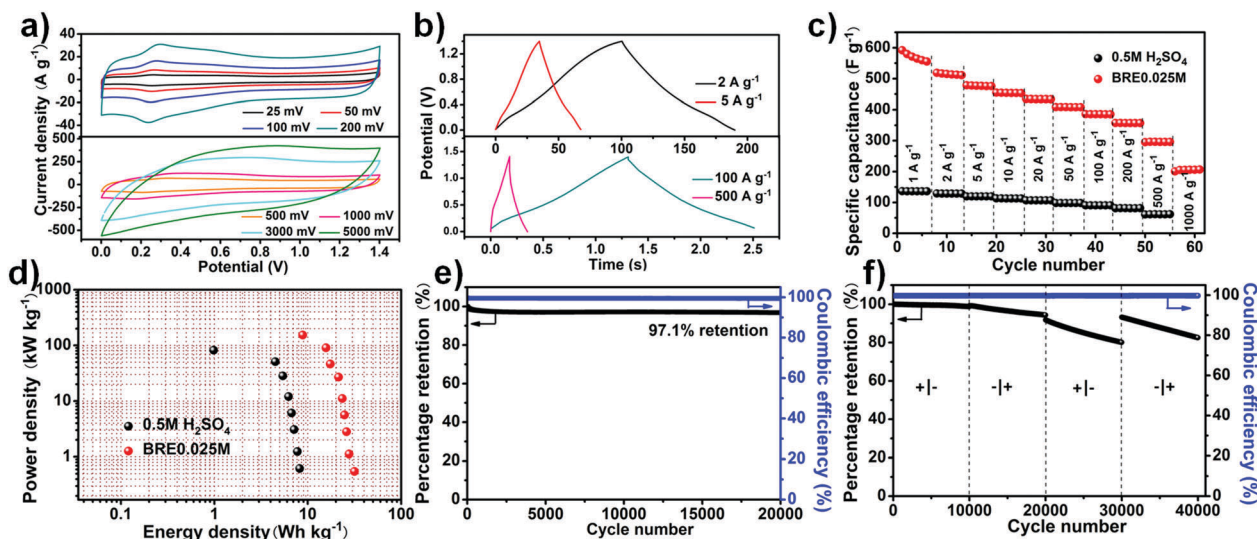 a)
Current density (A g⁻¹)
40
20
0
-20
-40
25 mV
50 mV
100 mV
200 mV
500
250
0
-250
-500
500 mV
1000 mV
3000 mV
5000 mV
0.0 0.2 0.4 0.6 0.8 1.0 1.2 1.4
Potential (V)
b)
Potential (V)
1.2
0.8
0.4
0.0
2 A g⁻¹
5 A g⁻¹
0 50 100 150 200
1.2
0.8
0.4
0.0
100 A g⁻¹
500 A g⁻¹
0.0 0.5 1.0 1.5 2.0 2.5
Time (s)
c)
Specific capacitance (F g⁻¹)
600
500
400
300
200
100
0
0.5M H₂SO₄
BRE0.025M
1 A g⁻¹
2 A g⁻¹
5 A g⁻¹
10 A g⁻¹
20 A g⁻¹
50 A g⁻¹
100 A g⁻¹
200 A g⁻¹
500 A g⁻¹
1000 A g⁻¹
0 10 20 30 40 50 60
Cycle number
d)
Power density (kW kg⁻¹)
1000
100
10
1
0.5M H₂SO₄
BRE0.025M
0.1 1 10 100
Energy density (Wh kg⁻¹)
e)
Percentage retention (%)
100
80
60
40
20
0
97.1% retention
100
80
60
40
20
0
Coulombic efficiency (%)
0 5000 10000 15000 20000
Cycle number
f)
Percentage retention (%)
100
80
60
40
20
0
+|-
-|+
+|-
-|+
100
80
60
40
20
0
Coulombic efficiency (%)
0 10000 20000 30000 40000
Cycle number